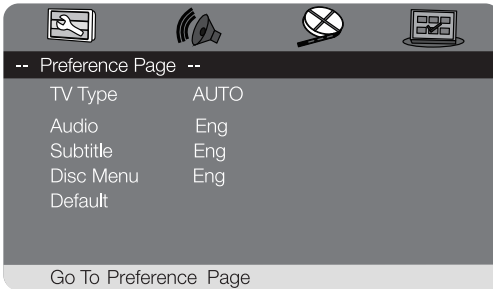 -- Preference Page --
TV Type AUTO
Audio Eng
Subtitle Eng
Disc Menu Eng
Default
Go To Preference Page